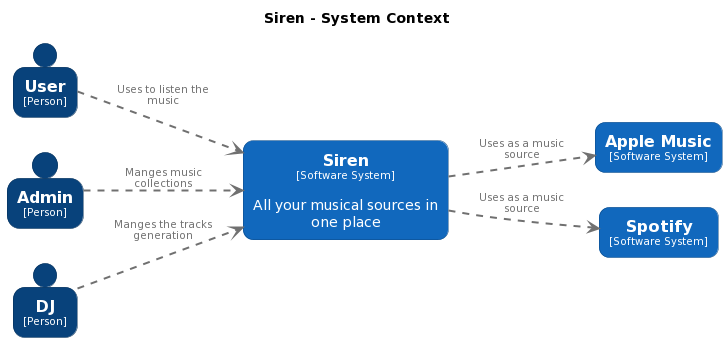 Siren - System Context
User
[Person]
Uses to listen the
music
Admin
[Person]
Manges music
collections
DJ
[Person]
Manges the tracks
generation
Siren
[Software System]
All your musical sources in
one place
Uses as a music
source
Apple Music
[Software System]
Uses as a music
source
Spotify
[Software System]